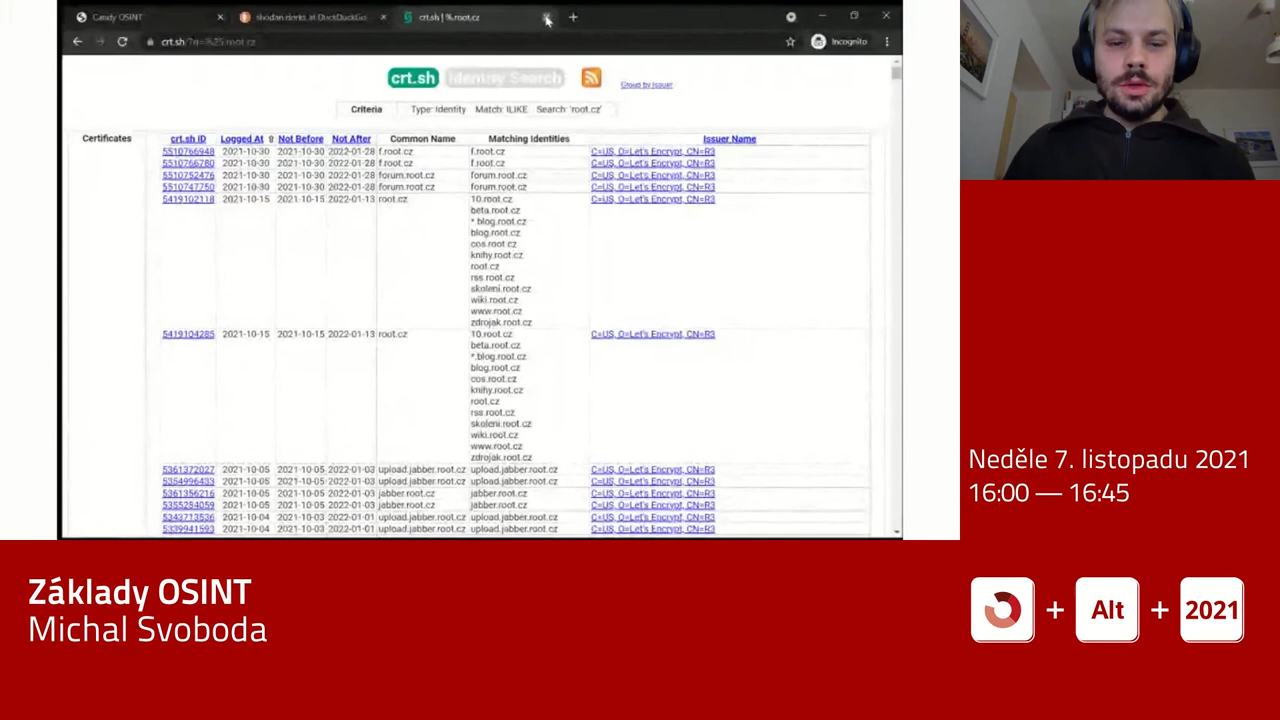 Candy OSINT
shodan dorks at DuckDuckGo
crt.sh | %.root.cz
crt.sh/?q=%25.root.cz
Incognito
crt.sh Identity Search
Group by Issuer
Criteria Type: Identity Match: ILIKE Search: 'root.cz'
Certificates
crt.sh ID Logged At ⇧ Not Before Not After Common Name Matching Identities Issuer Name
5510766948 2021-10-30 2021-10-30 2022-01-28 f.root.cz f.root.cz C=US, O=Let's Encrypt, CN=R3
5510766780 2021-10-30 2021-10-30 2022-01-28 f.root.cz f.root.cz C=US, O=Let's Encrypt, CN=R3
5510752476 2021-10-30 2021-10-30 2022-01-28 forum.root.cz forum.root.cz C=US, O=Let's Encrypt, CN=R3
5510747750 2021-10-30 2021-10-30 2022-01-28 forum.root.cz forum.root.cz C=US, O=Let's Encrypt, CN=R3
5419102118 2021-10-15 2021-10-15 2022-01-13 root.cz 10.root.cz C=US, O=Let's Encrypt, CN=R3
beta.root.cz
*.blog.root.cz
blog.root.cz
cos.root.cz
knihy.root.cz
root.cz
rss.root.cz
skoleni.root.cz
wiki.root.cz
www.root.cz
zdrojak.root.cz
5419104285 2021-10-15 2021-10-15 2022-01-13 root.cz 10.root.cz C=US, O=Let's Encrypt, CN=R3
beta.root.cz
*.blog.root.cz
blog.root.cz
cos.root.cz
knihy.root.cz
root.cz
rss.root.cz
skoleni.root.cz
wiki.root.cz
www.root.cz
zdrojak.root.cz
5361372027 2021-10-05 2021-10-05 2022-01-03 upload.jabber.root.cz upload.jabber.root.cz C=US, O=Let's Encrypt, CN=R3
5354996433 2021-10-05 2021-10-05 2022-01-03 upload.jabber.root.cz upload.jabber.root.cz C=US, O=Let's Encrypt, CN=R3
5361356216 2021-10-05 2021-10-05 2022-01-03 jabber.root.cz jabber.root.cz C=US, O=Let's Encrypt, CN=R3
5355284059 2021-10-05 2021-10-05 2022-01-03 jabber.root.cz jabber.root.cz C=US, O=Let's Encrypt, CN=R3
5343713536 2021-10-04 2021-10-03 2022-01-01 upload.jabber.root.cz upload.jabber.root.cz C=US, O=Let's Encrypt, CN=R3
5339941593 2021-10-04 2021-10-03 2022-01-01 upload.jabber.root.cz upload.jabber.root.cz C=US, O=Let's Encrypt, CN=R3
Neděle 7. listopadu 2021
16:00 — 16:45
Základy OSINT
Michal Svoboda
+ Alt + 2021